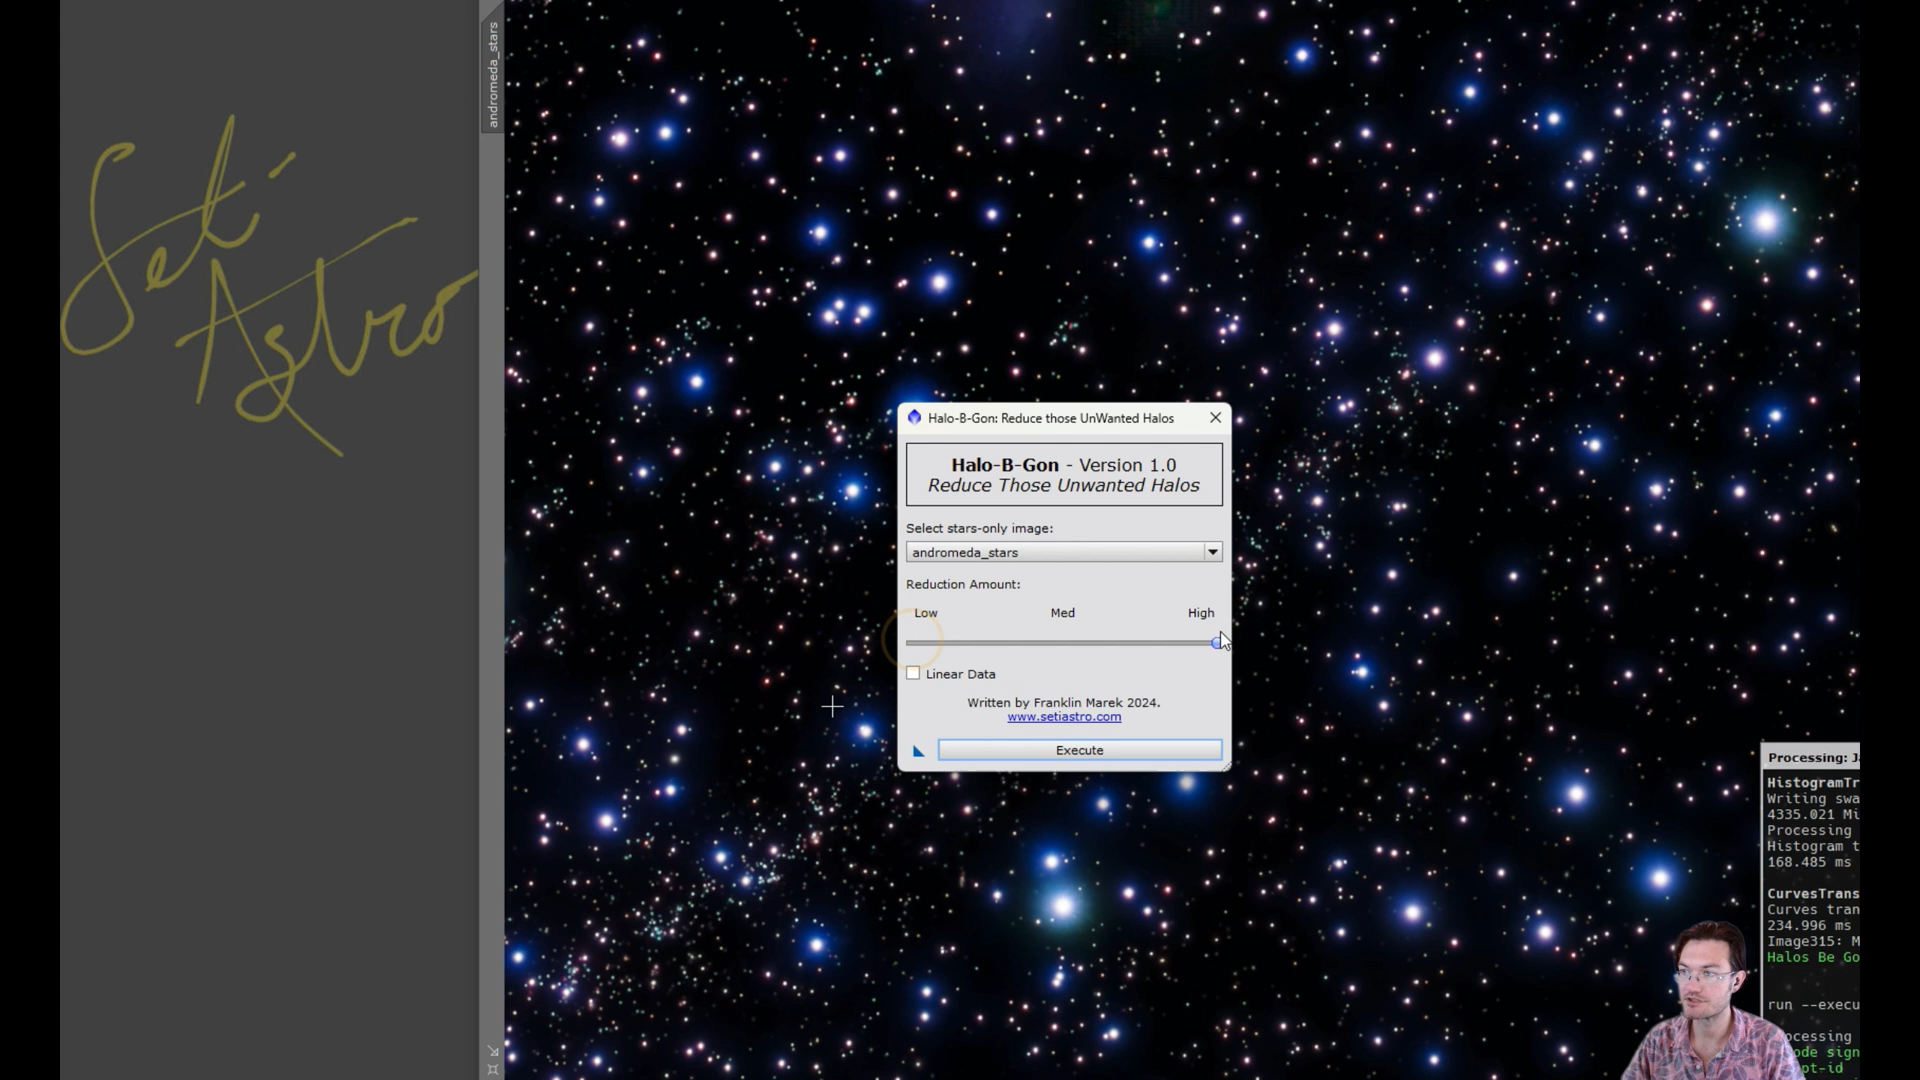 Seti
Astro
andromeda_stars
Halo-B-Gon: Reduce those UnWanted Halos
Halo-B-Gon - Version 1.0
Reduce Those Unwanted Halos
Select stars-only image:
andromeda_stars
Reduction Amount:
Low Med High
Linear Data
Written by Franklin Marek 2024.
www.setiastro.com
Execute
Processing:
HistogramTr
Writing swa
4335.021 Mi
Processing
Histogram t
168.485 ms
CurvesTrans
Curves tran
234.996 ms
Image315: M
Halos Be Go
run --execu
ocessing
ode sign
pt-id